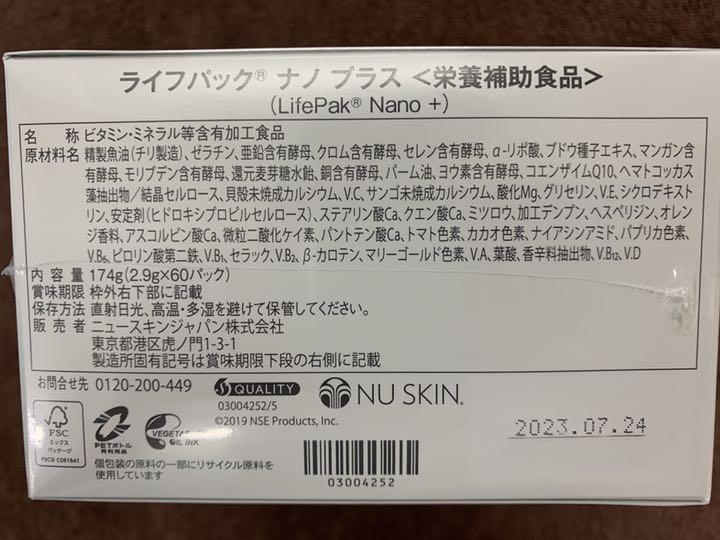 ライフパック® ナノ プラス <栄養補助食品>
(LifePak® Nano +)
名 称 ビタミン・ミネラル等含有加工食品
原材料名 精製魚油(チリ製造)、ゼラチン、亜鉛含有酵母、クロム含有酵母、セレン含有酵母、α-リポ酸、ブドウ種子エキス、マンガン含
有酵母、モリブデン含有酵母、還元麦芽糖水飴、銅含有酵母、パーム油、ヨウ素含有酵母、コエンザイムQ10、ヘマトコッカス
藻抽出物/結晶セルロース、貝殻未焼成カルシウム、V.C、サンゴ未焼成カルシウム、酸化Mg、グリセリン、V.E、シクロデキスト
リン、安定剤(ヒドロキシプロピルセルロース)、ステアリン酸Ca、クエン酸Ca、ミツロウ、加工デンプン、ヘスペリジン、オレン
ジ香料、アスコルビン酸Ca、微粒二酸化ケイ素、パントテン酸Ca、トマト色素、カカオ色素、ナイアシンアミド、パプリカ色素、
V.B₆、ピロリン酸第二鉄、V.B₁、セラック、V.B₂、β-カロテン、マリーゴールド色素、V.A、葉酸、香辛料抽出物、V.B₁₂、V.D
内 容 量 174g(2.9g×60パック)
賞味期限 枠外右下部に記載
保存方法 直射日光、高温・多湿を避けて保管してください。
販 売 者 ニュースキンジャパン株式会社
東京都港区虎ノ門1-3-1
製造所固有記号は賞味期限下段の右側に記載
お問合せ先 0120-200-449
QUALITY
NU SKIN®
03004252/5
©2019 NSE Products, Inc.
2023.07.24
FSC
ミックス
パッケージ
FSC® C081641
PETボトル
再利用品
VEGETABLE
OIL INK
個包装の原料の一部にリサイクル原料を
使用しています
03004252